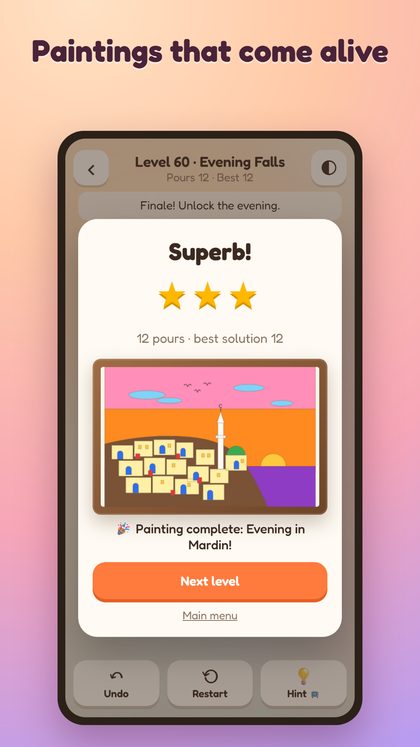 Paintings that come alive
Level 60 · Evening Falls
Pours 12 · Best 12
Finale! Unlock the evening.
Superb!
12 pours · best solution 12
🎉 Painting complete: Evening in
Mardin!
Next level
Main menu
Undo
Restart
Hint